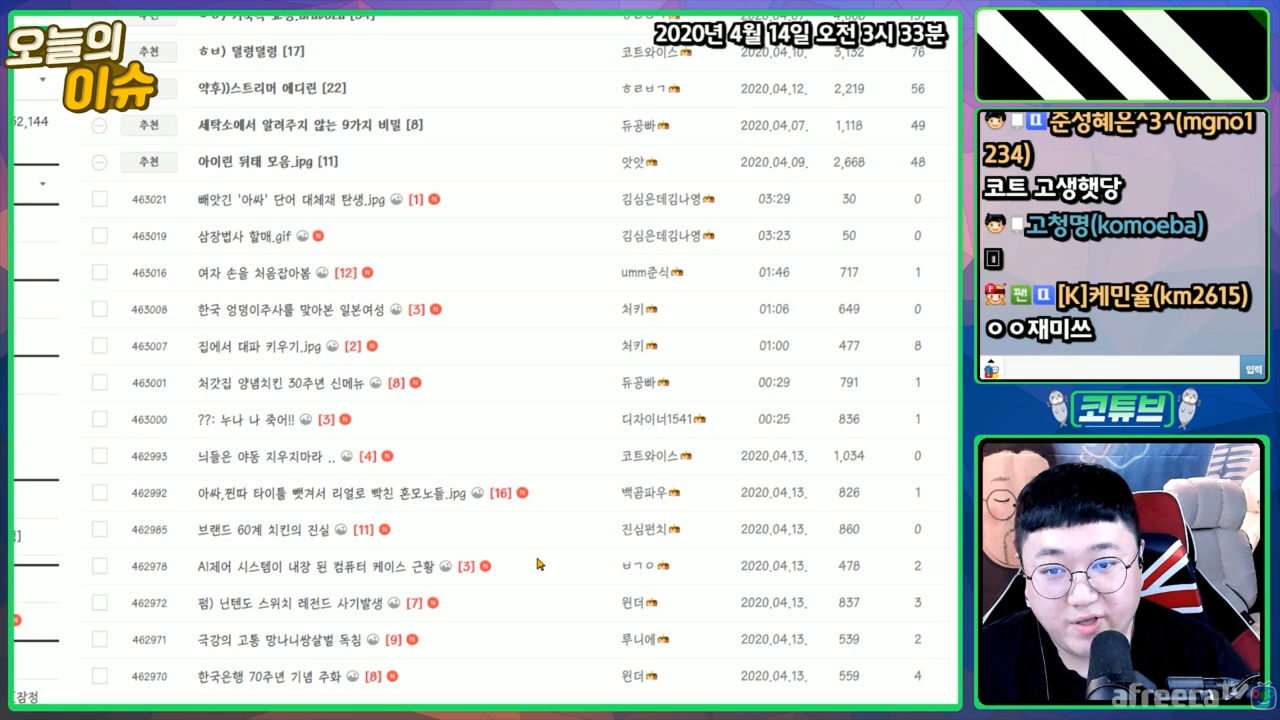 오늘의
이슈
2020년 4월 14일 오전 3시 33분
추천 ㅎㅂ) 덜렁덜렁 [17] 코트와이스 2020.04.10. 3,132 76
약후))스트리머 에디린 [22] ㅎㄹㅂㄱ 2020.04.12. 2,219 56
52,144
추천 세탁소에서 알려주지 않는 9가지 비밀 [8] 듀공빠 2020.04.07. 1,118 49
추천 아이린 뒤태 모음.jpg [11] 앗앗 2020.04.09. 2,668 48
463021 빼앗긴 '아싸' 단어 대체재 탄생.jpg [1] N 김심은데김나영 03:29 30 0
463019 삼장법사 할매.gif N 김심은데김나영 03:23 50 0
463016 여자 손을 처음잡아봄 [12] N umm준식 01:46 717 1
463008 한국 엉덩이주사를 맞아본 일본여성 [3] N 처키 01:06 649 0
463007 집에서 대파 키우기.jpg [2] N 처키 01:00 477 8
463001 처갓집 양념치킨 30주년 신메뉴 [8] N 듀공빠 00:29 791 1
463000 ??: 누나 나 죽어!! [3] N 디자이너1541 00:25 836 1
462993 늬들은 야동 지우지마라 .. [4] N 코트와이스 2020.04.13. 1,034 0
462992 아싸,찐따 타이틀 뺏겨서 리얼로 빡친 혼모노들.jpg [16] N 백곰파우 2020.04.13. 826 1
462985 브랜드 60계 치킨의 진실 [11] N 진심펀치 2020.04.13. 860 0
462978 AI제어 시스템이 내장 된 컴퓨터 케이스 근황 [3] N ㅂㄱㅇ 2020.04.13. 478 2
462972 펌) 닌텐도 스위치 레전드 사기발생 [7] N 윈더 2020.04.13. 837 3
462971 극강의 고통 망나니쌍살벌 독침 [9] N 루니에 2020.04.13. 539 2
462970 한국은행 70주년 기념 주화 [8] N 윈더 2020.04.13. 559 4
잠정
준성혜은^3^(mgno1
234)
코트 고생햇당
고청명(komoeba)
팬 [K]케민율(km2615)
ㅇㅇ재미쓰
입력
코튜브
afreecaTV